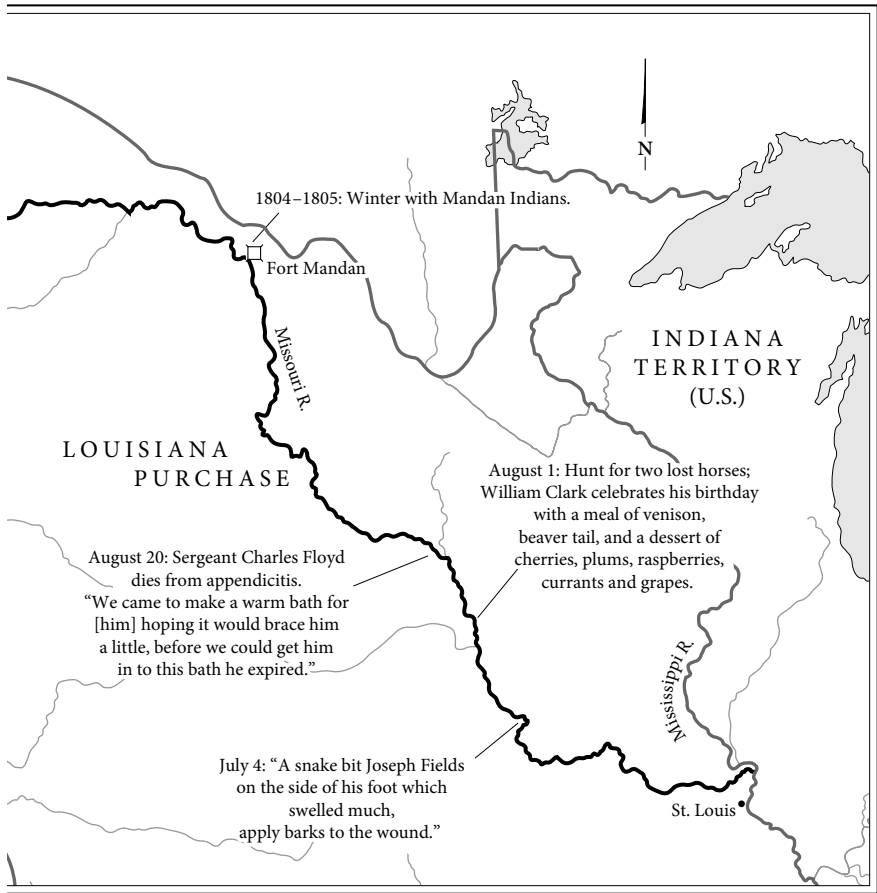 N
1804–1805: Winter with Mandan Indians.
Fort Mandan
Missouri R.
INDIANA
TERRITORY
(U.S.)
LOUISIANA
PURCHASE
August 1: Hunt for two lost horses;
William Clark celebrates his birthday
with a meal of venison,
beaver tail, and a dessert of
cherries, plums, raspberries,
currants and grapes.
August 20: Sergeant Charles Floyd
dies from appendicitis.
“We came to make a warm bath for
[him] hoping it would brace him
a little, before we could get him
in to this bath he expired.”
Mississippi R.
July 4: “A snake bit Joseph Fields
on the side of his foot which
swelled much,
apply barks to the wound.”
St. Louis